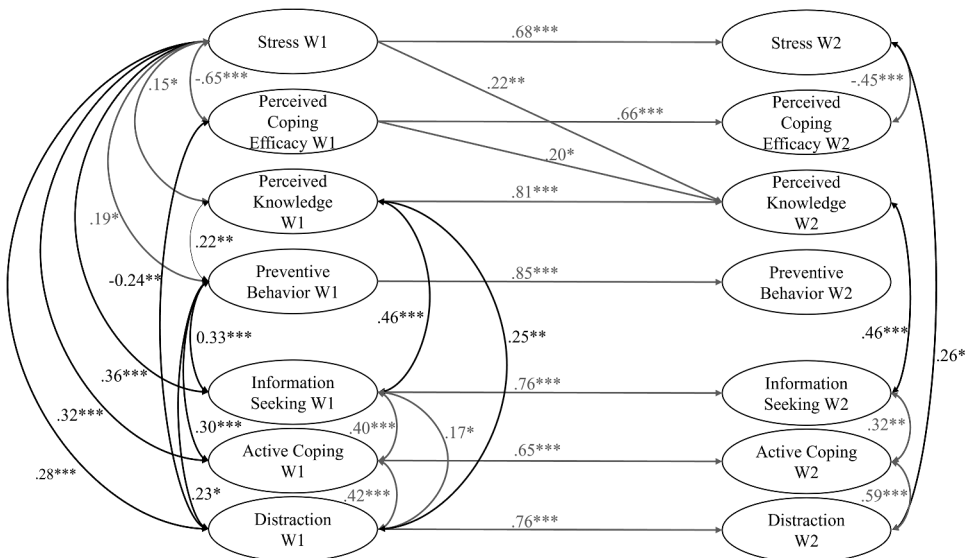 Stress W1
.68***
Stress W2
.15*
-.65***
.22**
-.45***
Perceived
Coping
Efficacy W1
.66***
Perceived
Coping
Efficacy W2
.20*
Perceived
Knowledge
W1
.81***
Perceived
Knowledge
W2
.19*
.22**
-0.24**
Preventive
Behavior W1
.85***
Preventive
Behavior W2
0.33***
.46***
.25**
.46***
.26*
.36***
Information
Seeking W1
.76***
Information
Seeking W2
.32***
.30***
.40***
.17*
.32**
Active Coping
W1
.65***
Active Coping
W2
.28***
.23*
.42***
.59***
Distraction
W1
.76***
Distraction
W2